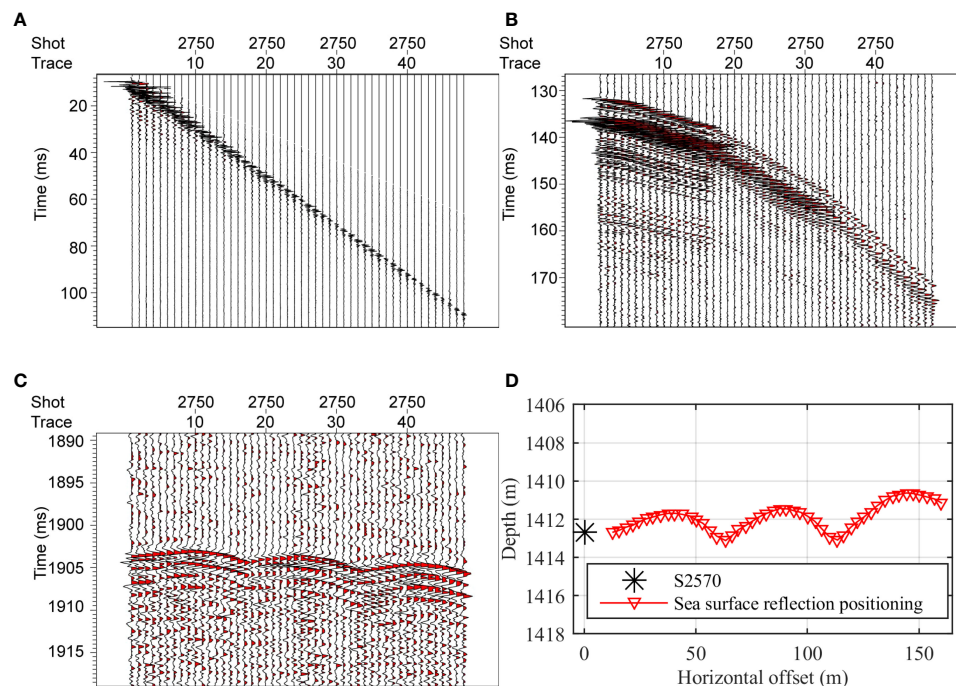 A
Shot 2750 2750 2750 2750
Trace 10 20 30 40
Time (ms)
20
40
60
80
100
B
Shot 2750 2750 2750 2750
Trace 10 20 30 40
Time (ms)
130
140
150
160
170
C
Shot 2750 2750 2750 2750
Trace 10 20 30 40
Time (ms)
1890
1895
1900
1905
1910
1915
D
Depth (m)
1406
1408
1410
1412
1413
1416
1418
S2570
Sea surface reflection positioning
0 50 100 150
Horizontal offset (m)